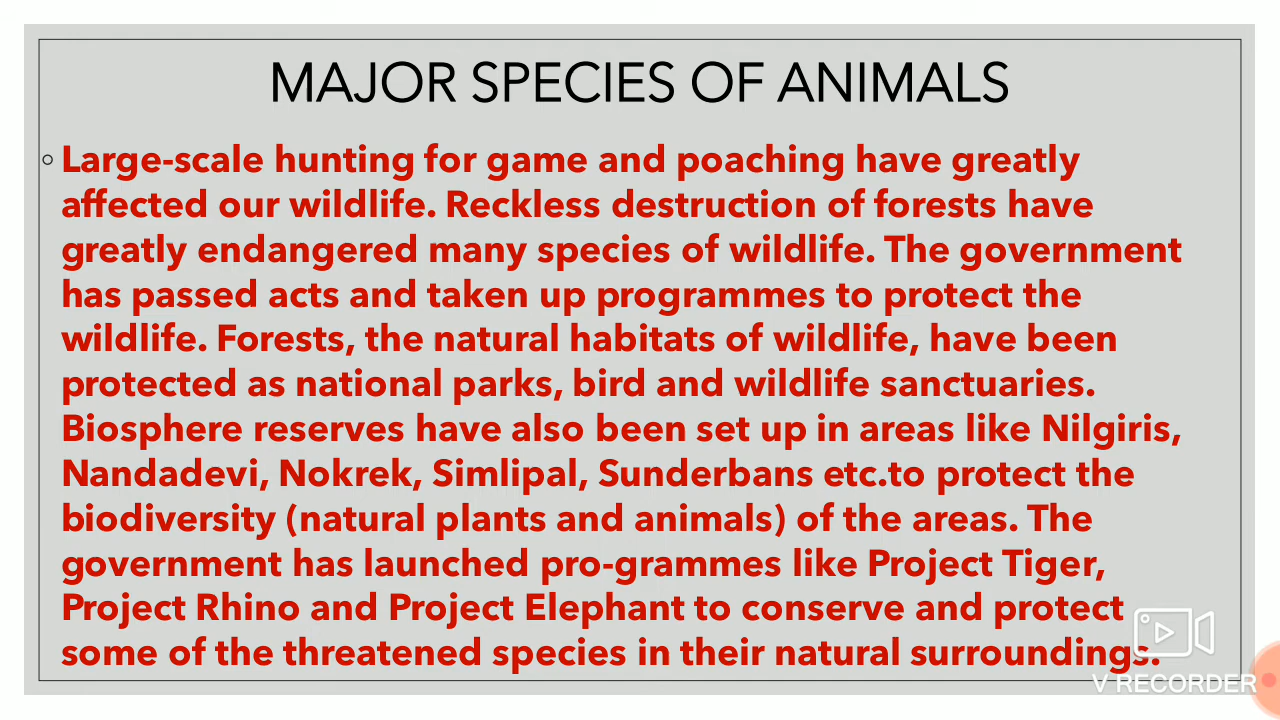 MAJOR SPECIES OF ANIMALS
◦ Large-scale hunting for game and poaching have greatly
affected our wildlife. Reckless destruction of forests have
greatly endangered many species of wildlife. The government
has passed acts and taken up programmes to protect the
wildlife. Forests, the natural habitats of wildlife, have been
protected as national parks, bird and wildlife sanctuaries.
Biosphere reserves have also been set up in areas like Nilgiris,
Nandadevi, Nokrek, Simlipal, Sunderbans etc.to protect the
biodiversity (natural plants and animals) of the areas. The
government has launched pro-grammes like Project Tiger,
Project Rhino and Project Elephant to conserve and protect
some of the threatened species in their natural surroundings.
V RECORDER